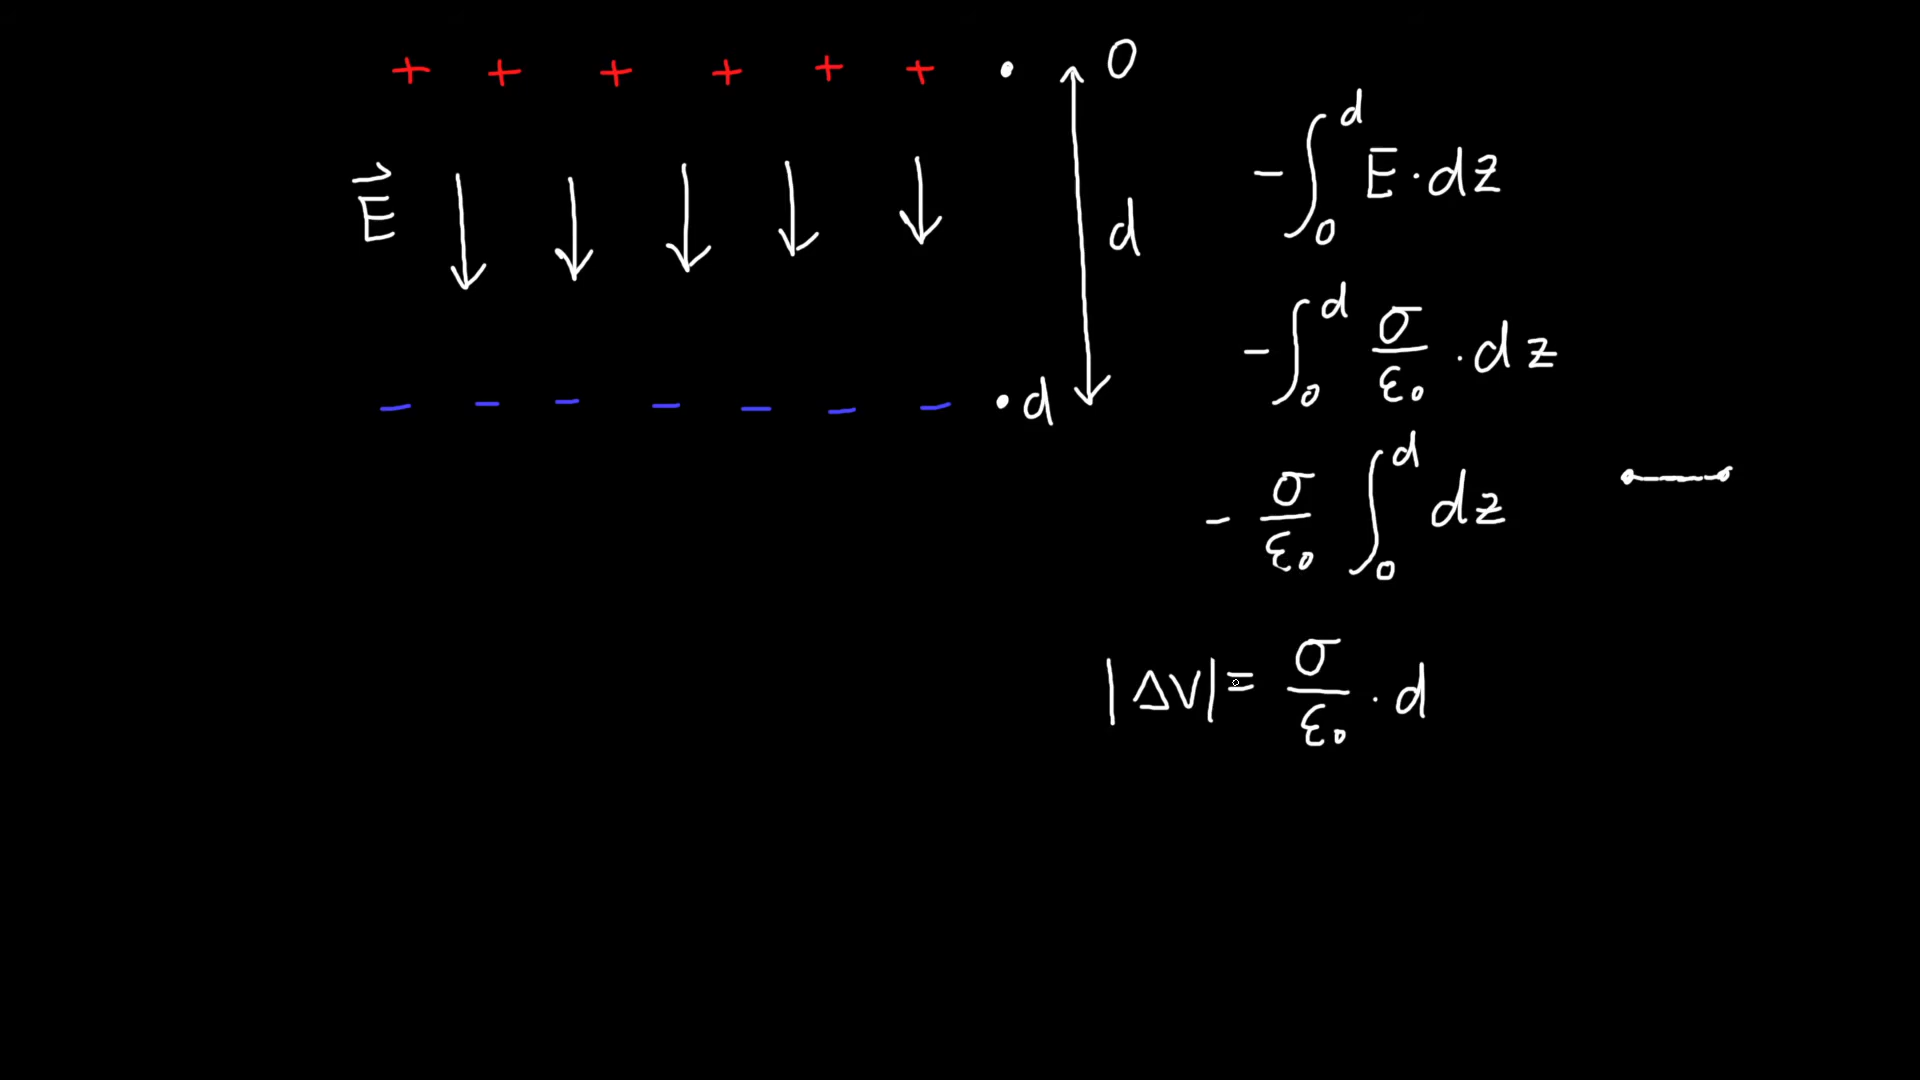 + + + + + + • 0
E⃗
d
- - - - - - - • d
-∫₀ᵈ E · dz
-∫₀ᵈ σ/ε₀ · dz
- σ/ε₀ ∫₀ᵈ dz
|ΔV| = σ/ε₀ · d